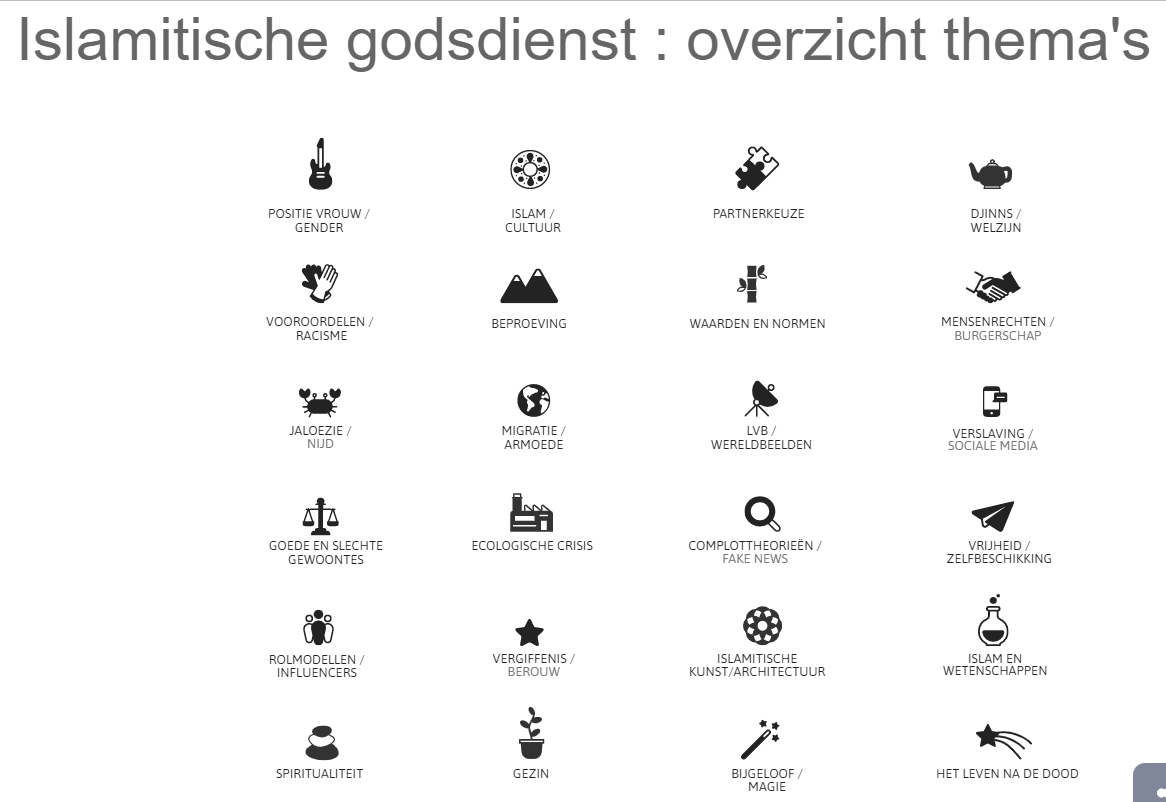 Islamitische godsdienst : overzicht thema's
POSITIE VROUW /
GENDER
ISLAM /
CULTUUR
PARTNERKEUZE
DJINNS /
WELZIJN
VOOROORDELEN /
RACISME
BEPROEVING
WAARDEN EN NORMEN
MENSENRECHTEN /
BURGERSCHAP
JALOEZIE /
NIJD
MIGRATIE /
ARMOEDE
LVB /
WERELDBEELDEN
VERSLAVING /
SOCIALE MEDIA
GOEDE EN SLECHTE
GEWOONTES
ECOLOGISCHE CRISIS
COMPLOTTHEORIEËN /
FAKE NEWS
VRIJHEID /
ZELFBESCHIKKING
ROLMODELLEN /
INFLUENCERS
VERGIFFENIS /
BEROUW
ISLAMITISCHE
KUNST/ARCHITECTUUR
ISLAM EN
WETENSCHAPPEN
SPIRITUALITEIT
GEZIN
BIJGELOOF /
MAGIE
HET LEVEN NA DE DOOD